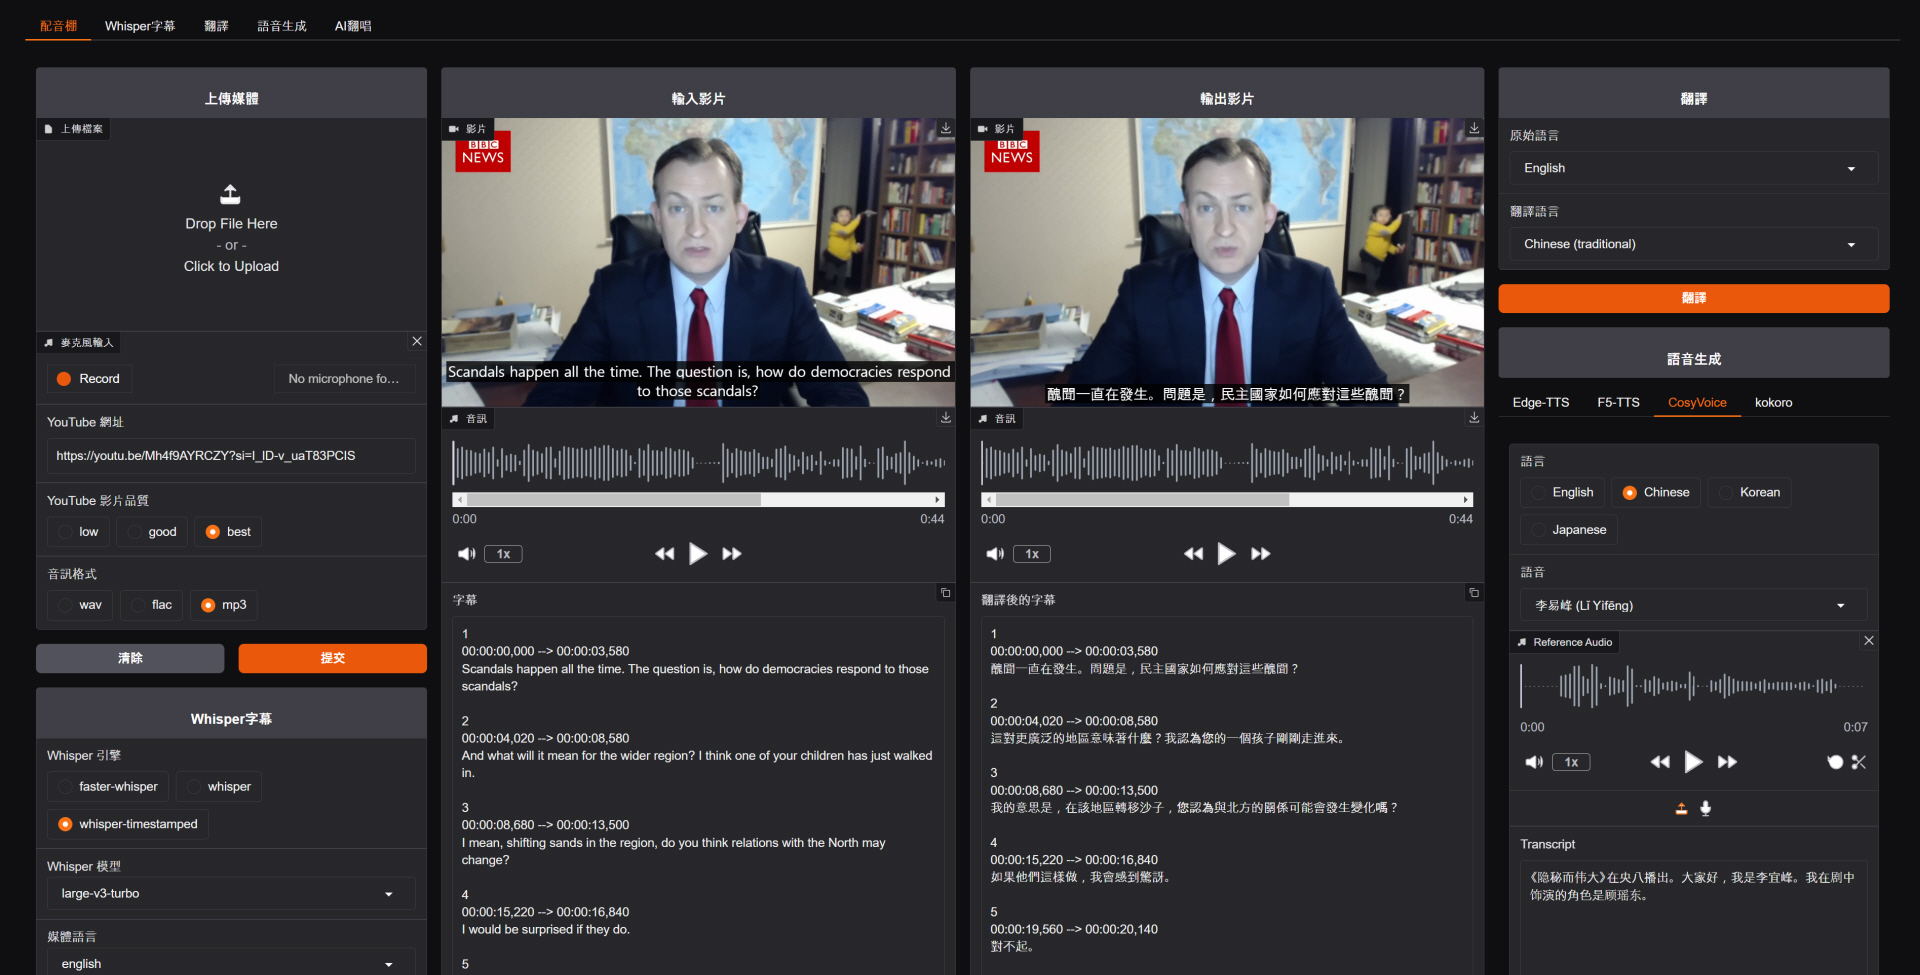 配音棚
Whisper字幕
翻譯
語音生成
AI翻唱
上傳媒體
上傳檔案
Drop File Here
- or -
Click to Upload
麥克風輸入
Record
No microphone fo...
YouTube 網址
https://youtu.be/Mh4f9AYRCZY?si=I_ID-v_uaT83PCIS
YouTube 影片品質
low
good
best
音訊格式
wav
flac
mp3
清除
提交
Whisper字幕
Whisper 引擎
faster-whisper
whisper
whisper-timestamped
Whisper 模型
large-v3-turbo
媒體語言
english
輸入影片
影片
BBC
NEWS
Scandals happen all the time. The question is, how do democracies respond
to those scandals?
音訊
0:00
0:44
1x
字幕
1
00:00:00,000 --> 00:00:03,580
Scandals happen all the time. The question is, how do democracies respond to those
scandals?
2
00:00:04,020 --> 00:00:08,580
And what will it mean for the wider region? I think one of your children has just walked
in.
3
00:00:08,680 --> 00:00:13,500
I mean, shifting sands in the region, do you think relations with the North may
change?
4
00:00:15,220 --> 00:00:16,840
I would be surprised if they do.
5
輸出影片
影片
BBC
NEWS
醜聞一直在發生。問題是，民主國家如何應對這些醜聞？
音訊
0:00
0:44
1x
翻譯後的字幕
1
00:00:00,000 --> 00:00:03,580
醜聞一直在發生。問題是，民主國家如何應對這些醜聞？
2
00:00:04,020 --> 00:00:08,580
這對更廣泛的地區意味著什麼？我認為您的一個孩子剛剛走進來。
3
00:00:08,680 --> 00:00:13,500
我的意思是，在該地區轉移沙子，您認為與北方的關係可能會發生變化嗎？
4
00:00:15,220 --> 00:00:16,840
如果他們這樣做，我會感到驚訝。
5
00:00:19,560 --> 00:00:20,140
對不起。
翻譯
原始語言
English
翻譯語言
Chinese (traditional)
翻譯
語音生成
Edge-TTS
F5-TTS
CosyVoice
kokoro
語言
English
Chinese
Korean
Japanese
語音
李易峰 (Lǐ Yìfēng)
Reference Audio
0:00
0:07
1x
Transcript
《隐秘而伟大》在央八播出。大家好，我是李宜峰。我在剧中
饰演的角色是顾瑶东。